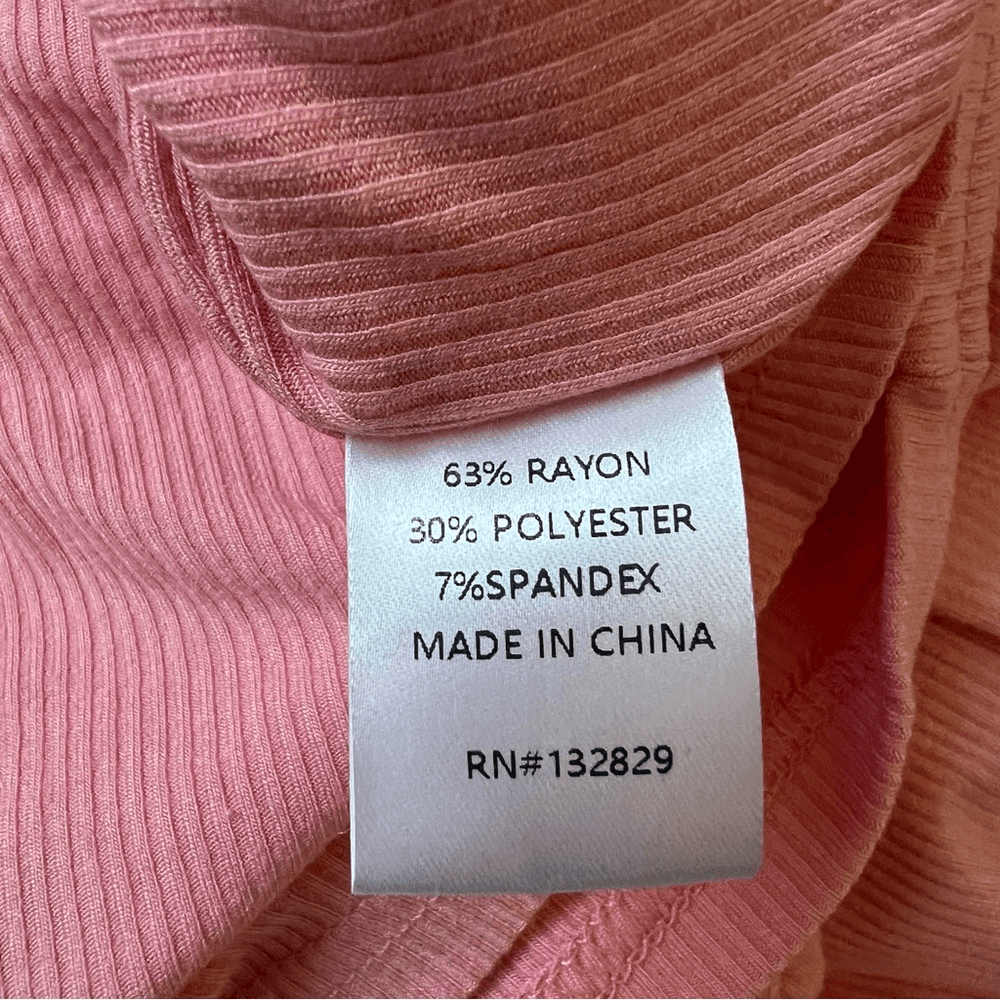 63% RAYON
30% POLYESTER
7%SPANDEX
MADE IN CHINA
RN#132829